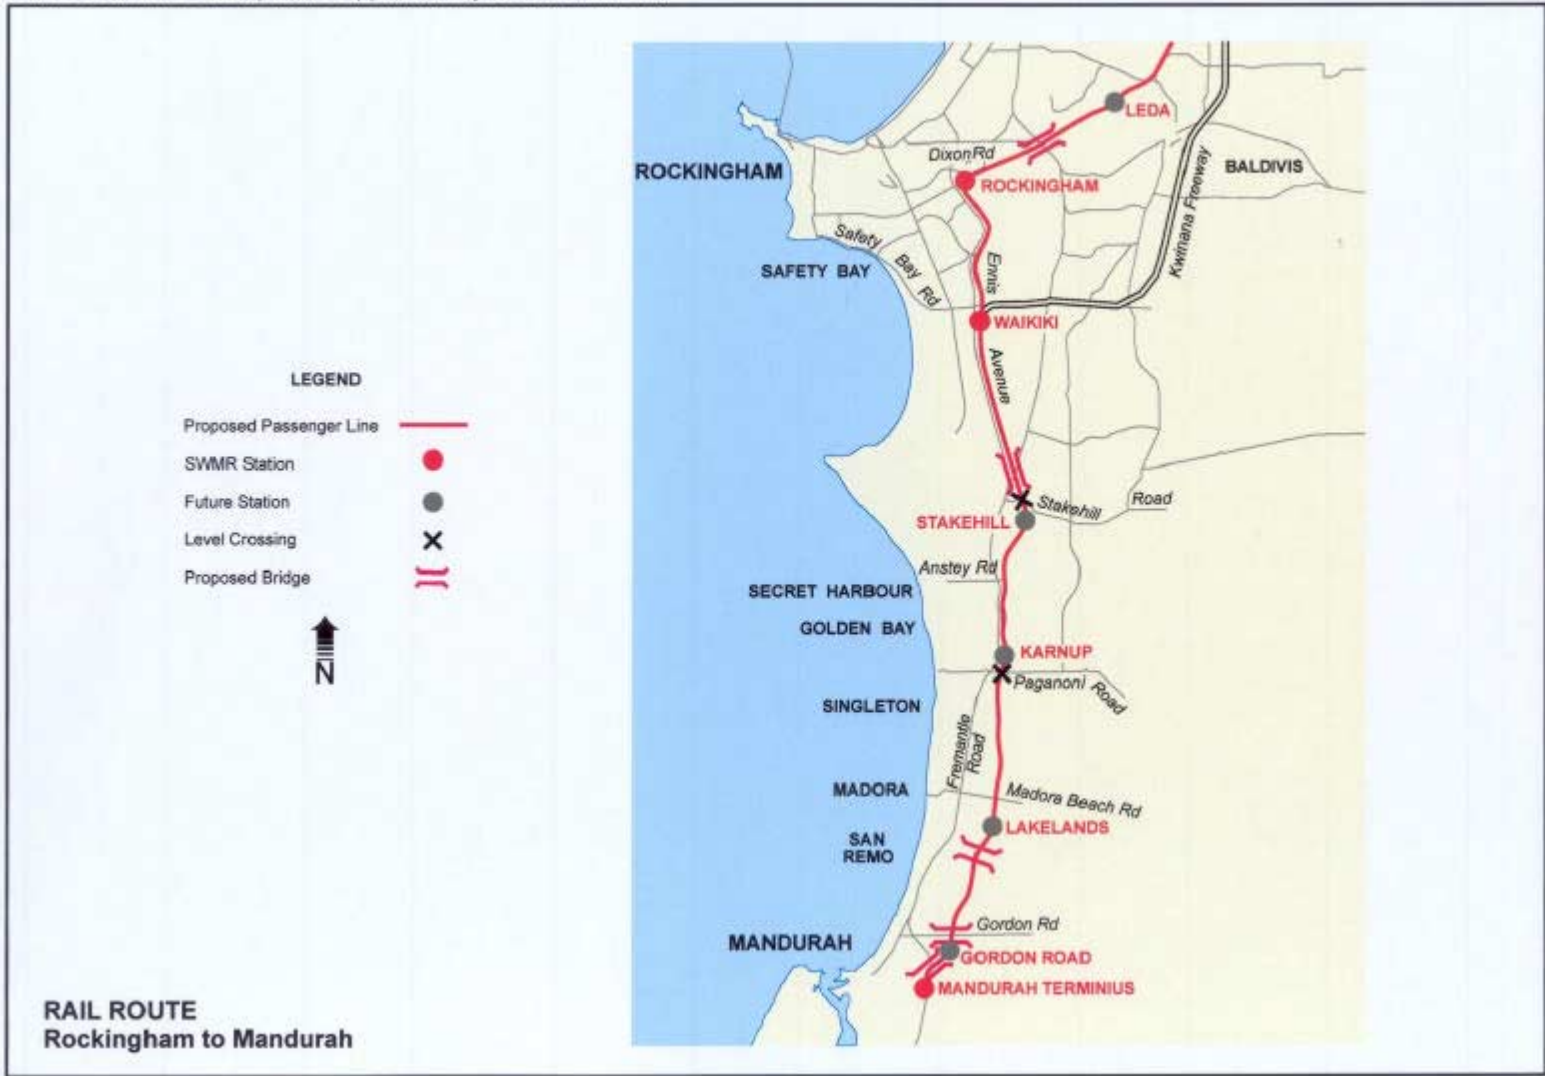 LEDA
Dixon Rd
ROCKINGHAM
ROCKINGHAM
BALDIVIS
Kwinana Freeway
Safety Bay Rd
SAFETY BAY
Ennis
WAIKIKI
Avenue
LEGEND
Proposed Passenger Line
SWMR Station
Future Station
Level Crossing
Proposed Bridge
N
Stakehill Road
STAKEHILL
Anstey Rd
SECRET HARBOUR
GOLDEN BAY
KARNUP
Paganoni Road
SINGLETON
Fremantle
Road
MADORA
Madora Beach Rd
LAKELANDS
SAN
REMO
Gordon Rd
MANDURAH
GORDON ROAD
MANDURAH TERMINIUS
RAIL ROUTE
Rockingham to Mandurah